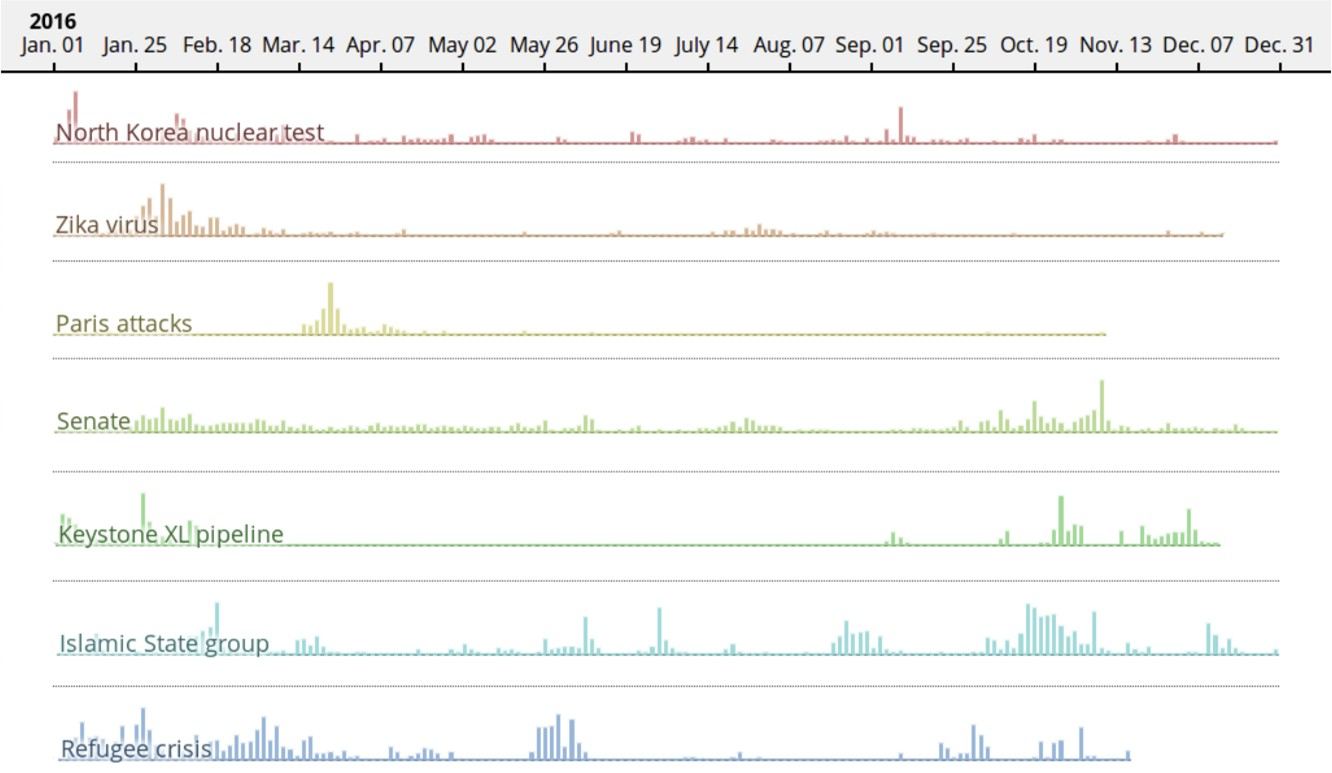 2016
Jan. 01 Jan. 25 Feb. 18 Mar. 14 Apr. 07 May 02 May 26 June 19 July 14 Aug. 07 Sep. 01 Sep. 25 Oct. 19 Nov. 13 Dec. 07 Dec. 31
North Korea nuclear test
Zika virus
Paris attacks
Senate
Keystone XL pipeline
Islamic State group
Refugee crisis